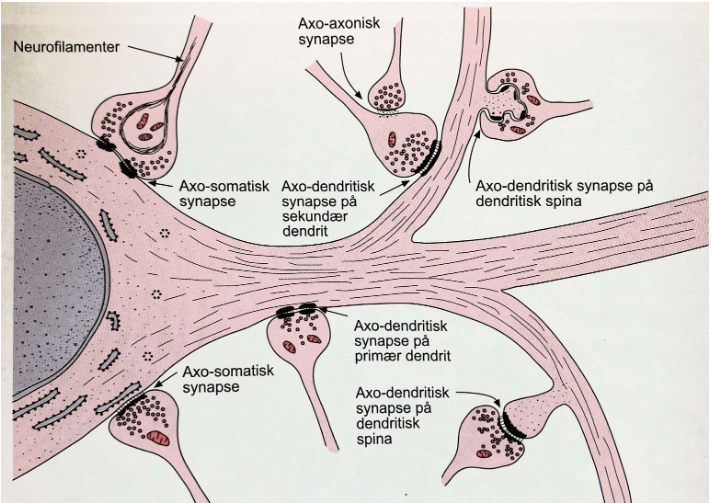 Neurofilamenter
Axo-axonisk
synapse
Axo-somatisk
synapse
Axo-dendritisk
synapse på
sekundær
dendrit
Axo-dendritisk synapse på
dendritisk spina
Axo-dendritisk
synapse på
primær dendrit
Axo-somatisk
synapse
Axo-dendritisk
synapse på
dendritisk
spina